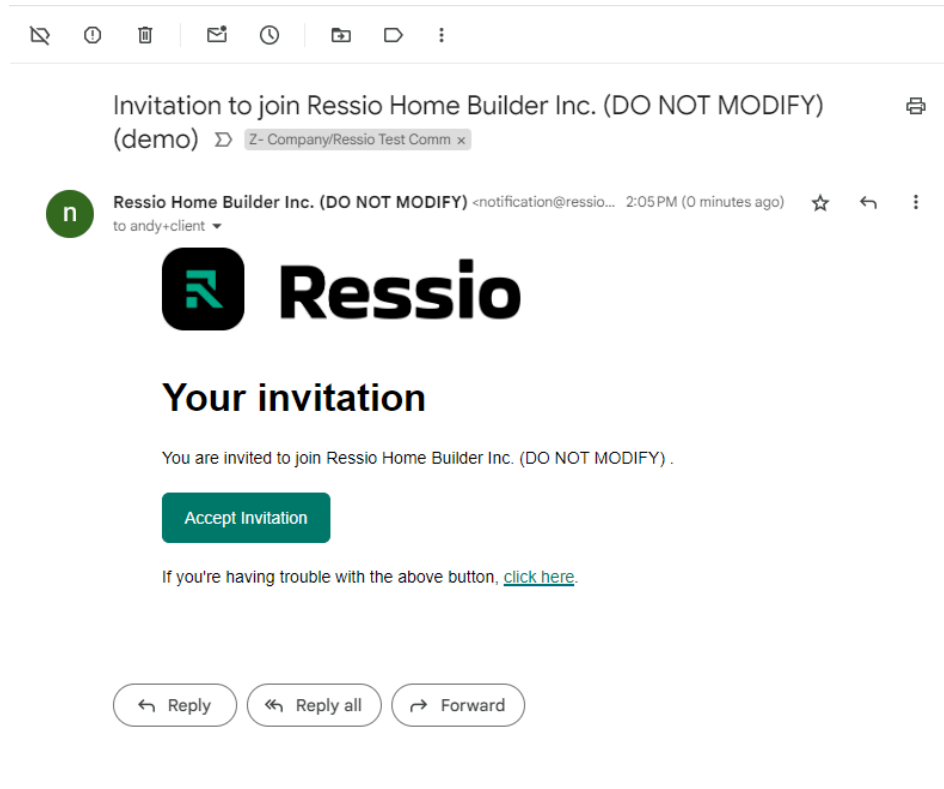 Invitation to join Ressio Home Builder Inc. (DO NOT MODIFY)
(demo) Z- Company/Ressio Test Comm ×
n
Ressio Home Builder Inc. (DO NOT MODIFY) <notification@ressio... 2:05 PM (0 minutes ago)
to andy+client
Ressio
Your invitation
You are invited to join Ressio Home Builder Inc. (DO NOT MODIFY) .
Accept Invitation
If you're having trouble with the above button, click here.
Reply Reply all Forward